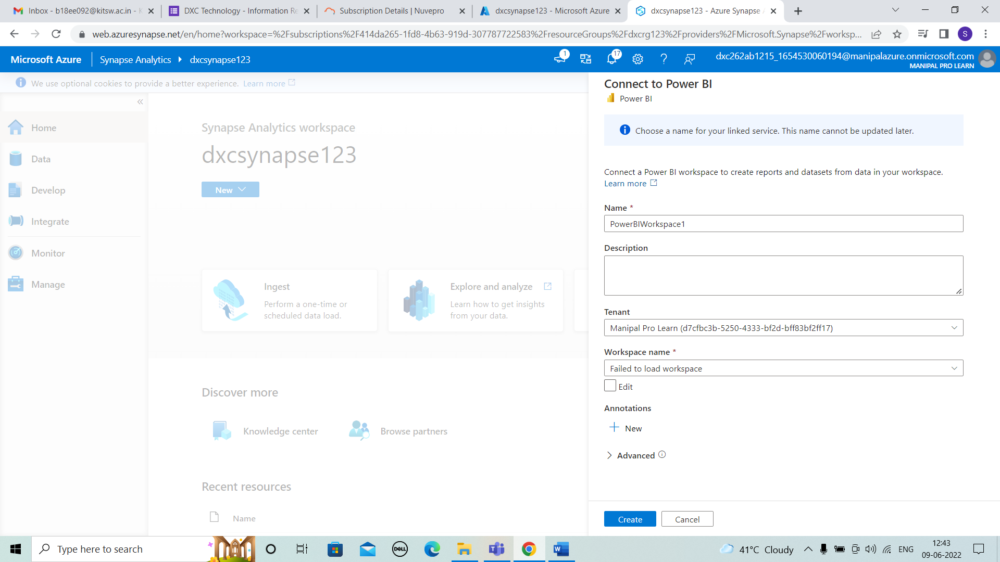 Inbox - b18ee092@kitsw.ac.in - K
DXC Technology - Information Re
Subscription Details | Nuvepro
dxcsynapse123 - Microsoft Azure
dxcsynapse123 - Azure Synapse A
web.azuresynapse.net/en/home?workspace=%2Fsubscriptions%2F414da265-1fd8-4b63-919d-307787722583%2FresourceGroups%2Fdxcrg123%2Fproviders%2FMicrosoft.Synapse%2Fworksp...
S
Microsoft Azure
Synapse Analytics
dxcsynapse123
1
17
dxc262ab1215_1654530060194@manipalazure.onmicrosoft.com
MANIPAL PRO LEARN
We use optional cookies to provide a better experience. Learn more
Home
Data
Develop
Integrate
Monitor
Manage
Synapse Analytics workspace
dxcsynapse123
New
Ingest
Perform a one-time or
scheduled data load.
Explore and analyze
Learn how to get insights
from your data.
Discover more
Knowledge center
Browse partners
Recent resources
Name
Connect to Power BI
Power BI
Choose a name for your linked service. This name cannot be updated later.
Connect a Power BI workspace to create reports and datasets from data in your workspace.
Learn more
Name *
PowerBIWorkspace1
Description
Tenant
Manipal Pro Learn (d7cfbc3b-5250-4333-bf2d-bff83bf2ff17)
Workspace name *
Failed to load workspace
Edit
Annotations
New
Advanced
Create
Cancel
Type here to search
DELL
W
41°C Cloudy
ENG
12:43
09-06-2022